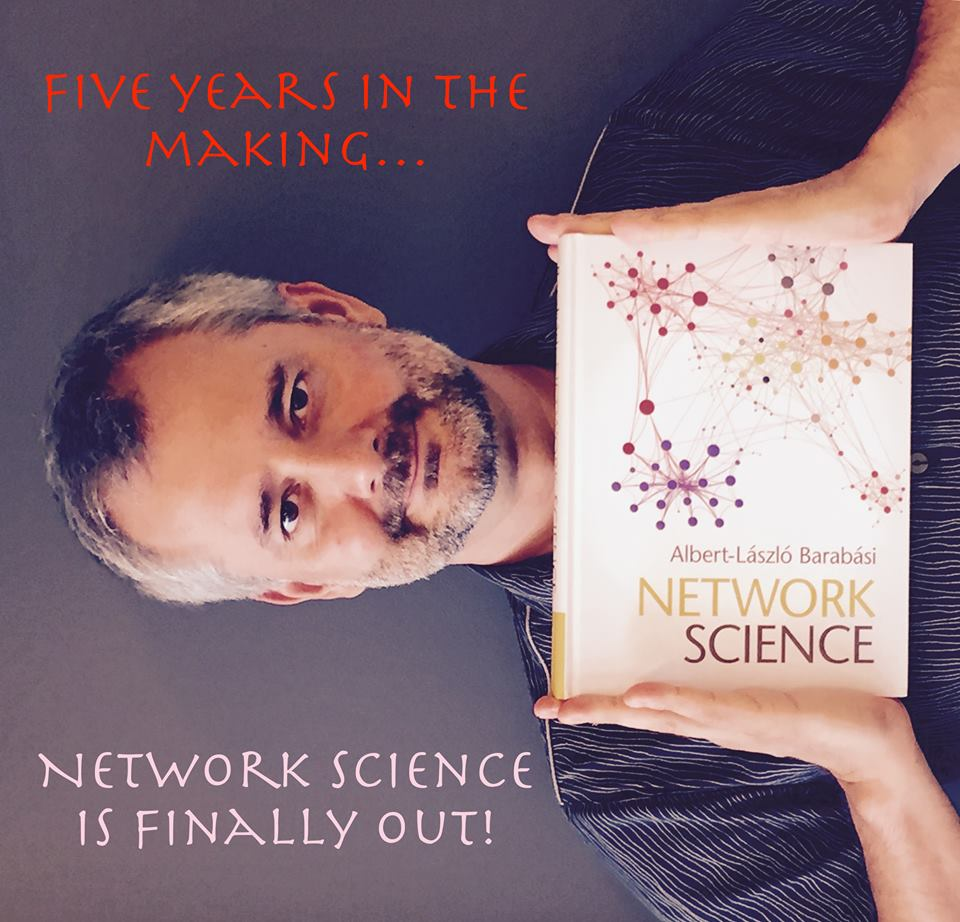 FIVE YEARS IN THE
MAKING...
Albert-László Barabási
NETWORK
SCIENCE
NETWORK SCIENCE
IS FINALLY OUT!